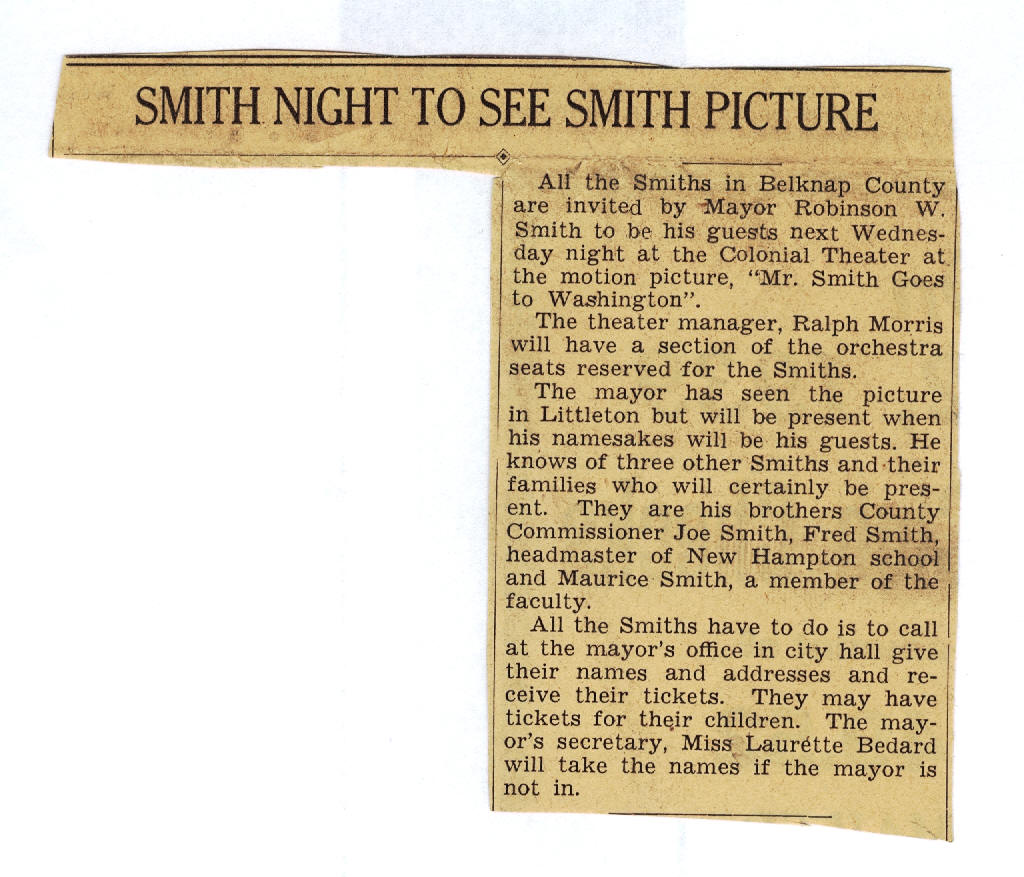 SMITH NIGHT TO SEE SMITH PICTURE
All the Smiths in Belknap County
are invited by Mayor Robinson W.
Smith to be his guests next Wednes-
day night at the Colonial Theater at
the motion picture, “Mr. Smith Goes
to Washington”.
The theater manager, Ralph Morris
will have a section of the orchestra
seats reserved for the Smiths.
The mayor has seen the picture
in Littleton but will be present when
his namesakes will be his guests. He
knows of three other Smiths and their
families who will certainly be pres-
ent. They are his brothers County
Commissioner Joe Smith, Fred Smith,
headmaster of New Hampton school
and Maurice Smith, a member of the
faculty.
All the Smiths have to do is to call
at the mayor’s office in city hall give
their names and addresses and re-
ceive their tickets. They may have
tickets for their children. The may-
or’s secretary, Miss Laurette Bedard
will take the names if the mayor is
not in.